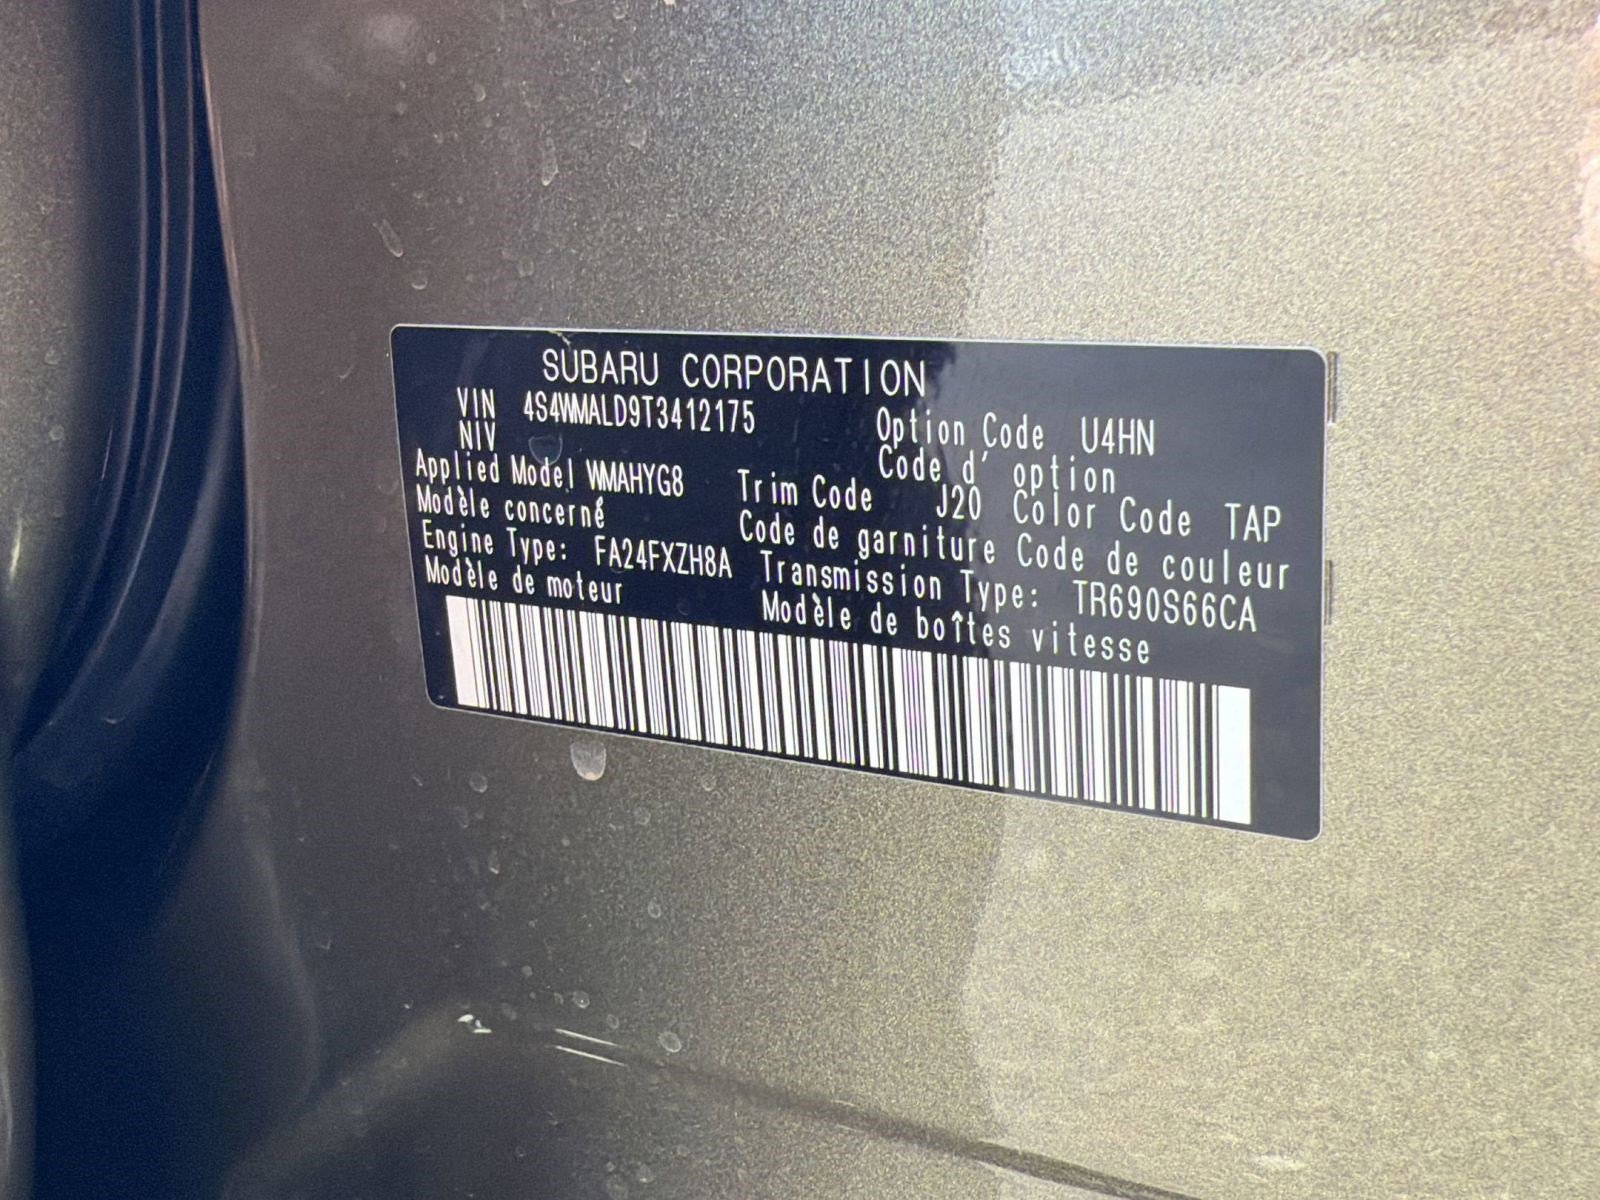 SUBARU CORPORATION
VIN 4S4WMALD9T3412175 Option Code U4HN
NIV Code d' option
Applied Model WMAHYG8 Trim Code J20 Color Code TAP
Modèle concerné Code de garniture Code de couleur
Engine Type: FA24FXZH8A Transmission Type: TR690S66CA
Modèle de moteur Modèle de boîtes vitesse